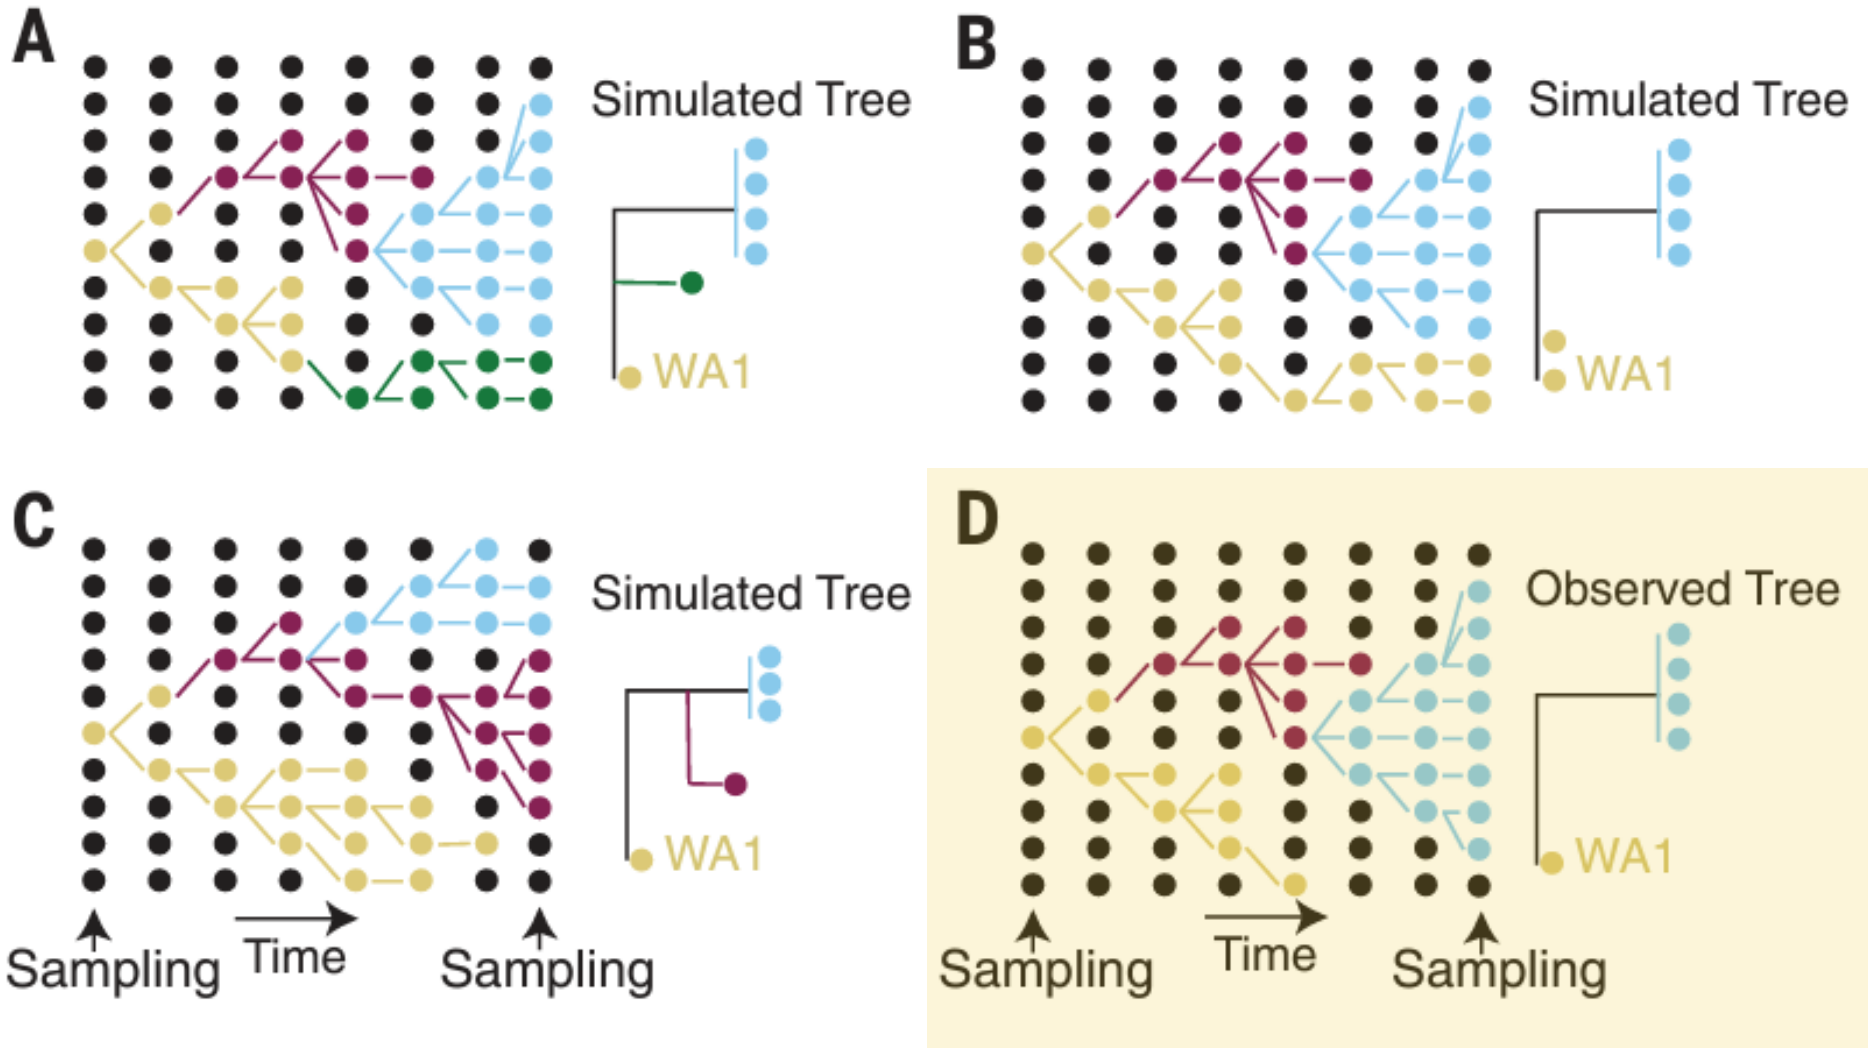 A
Simulated Tree
WA1
B
Simulated Tree
WA1
C
Simulated Tree
WA1
Sampling
Time
Sampling
D
Observed Tree
WA1
Sampling
Time
Sampling